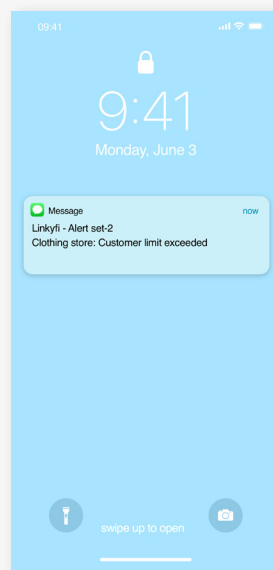 09:41
9:41
Monday, June 3
Message now
Linkyfi - Alert set-2
Clothing store: Customer limit exceeded
swipe up to open